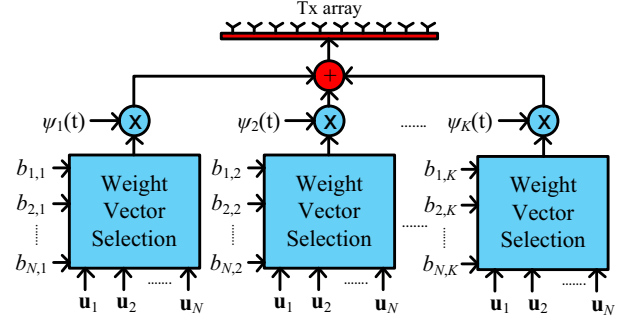 Tx array
+
ψ1(t) X ψ2(t) X ........ ψK(t) X
b1,1 b1,2 b1,K
b2,1 b2,2 b2,K
bN,1 bN,2 bN,K
Weight
Vector
Selection
Weight
Vector
Selection
Weight
Vector
Selection
........
u1 u2 ....... uN
u1 u2 ....... uN
u1 u2 ....... uN